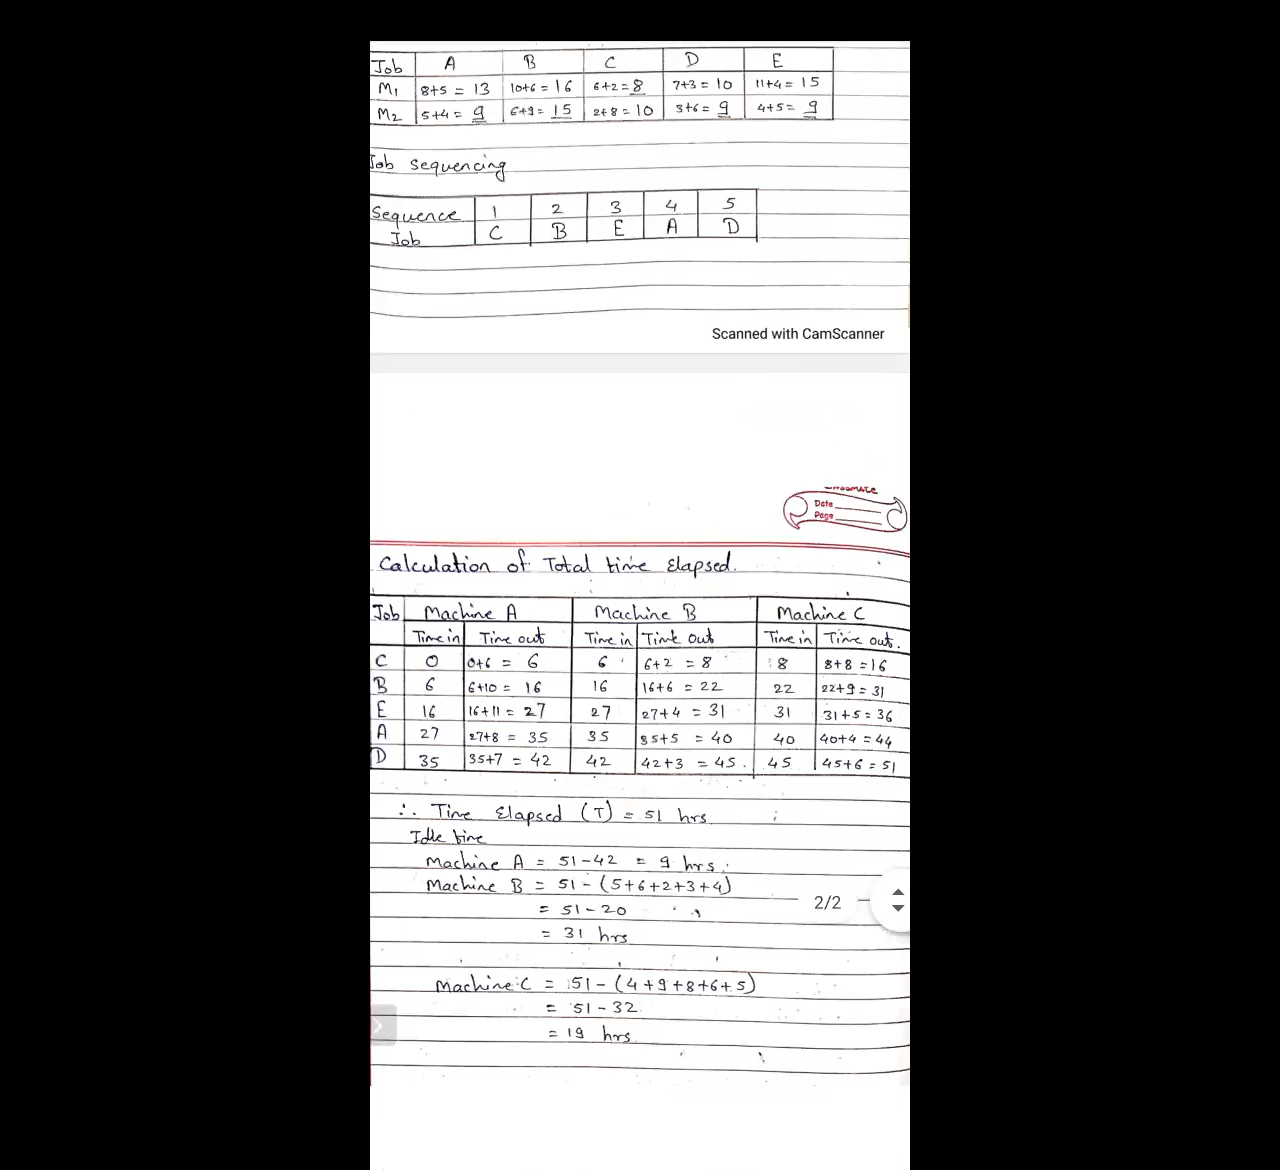 Job A B C D E
M1 8+5 = 13 10+6 = 16 6+2 = 8 7+3 = 10 11+4 = 15
M2 5+4 = 9 6+9 = 15 2+8 = 10 3+6 = 9 4+5 = 9
Job sequencing
Sequence 1 2 3 4 5
Job C B E A D
Scanned with CamScanner
Date
Page
Calculation of Total time Elapsed.
Job Machine A Machine B Machine C
Time in Time out Time in Time out Time in Time out.
C 0 0+6 = 6 6 6+2 = 8 8 8+8 = 16
B 6 6+10 = 16 16 16+6 = 22 22 22+9 = 31
E 16 16+11 = 27 27 27+4 = 31 31 31+5 = 36
A 27 27+8 = 35 35 35+5 = 40 40 40+4 = 44
D 35 35+7 = 42 42 42+3 = 45 45 45+6 = 51
∴ Time Elapsed (T) = 51 hrs
Idle time
Machine A = 51-42 = 9 hrs.
Machine B = 51 - (5+6+2+3+4)
2/2
= 51-20
= 31 hrs
Machine C = 51 - (4+9+8+6+5)
= 51-32
= 19 hrs